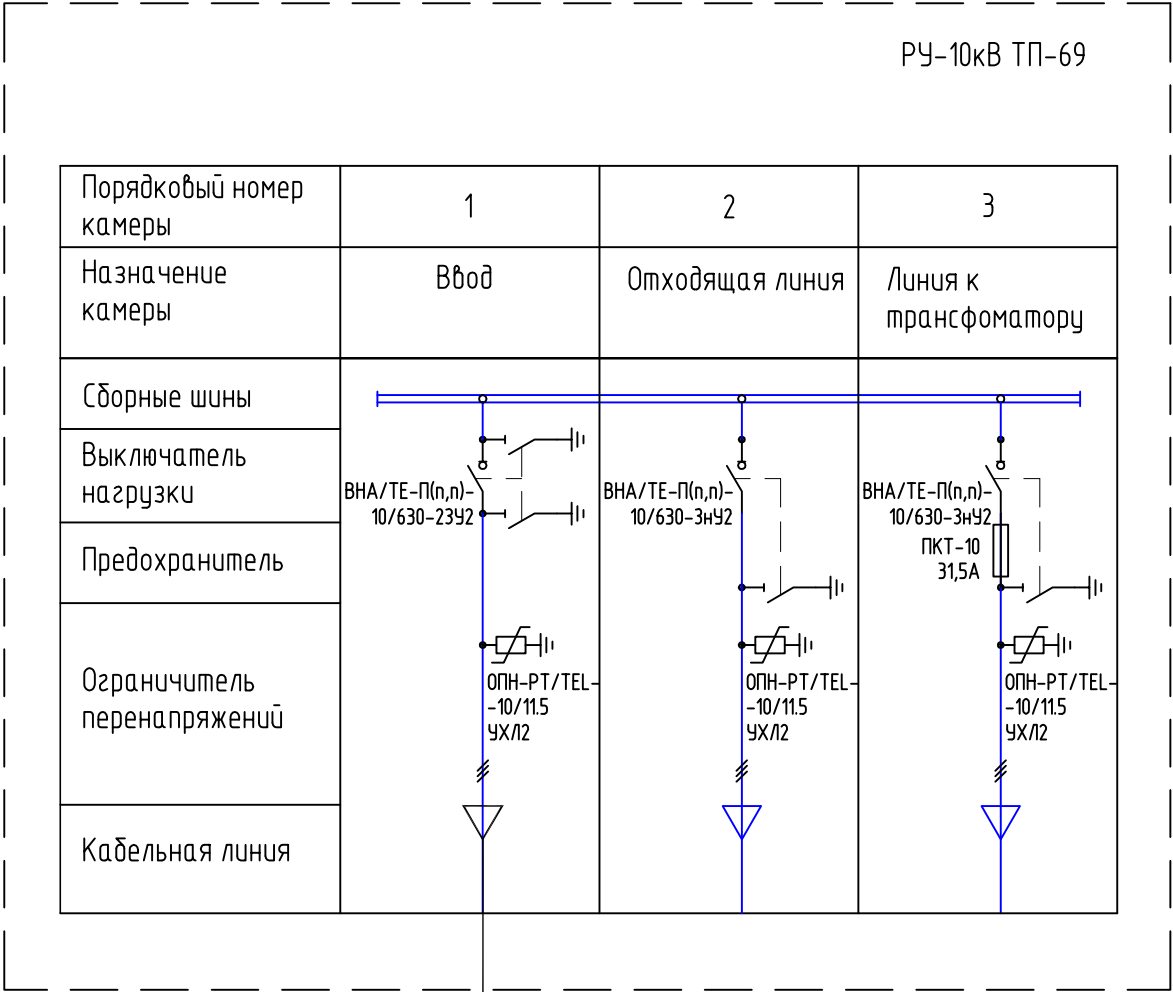 РУ-10кВ ТП-69
Порядковый номер
камеры
1
2
3
Назначение
камеры
Ввод
Отходящая линия
Линия к
трансфоматору
Сборные шины
Выключатель
нагрузки
ВНА/ТЕ-П(п,п)-
10/630-2ЗУ2
ВНА/ТЕ-П(п,п)-
10/630-3нУ2
ВНА/ТЕ-П(п,п)-
10/630-3нУ2
Предохранитель
ПКТ-10
31,5А
Ограничитель
перенапряжений
ОПН-РТ/TEL-
-10/11.5
УХЛ2
ОПН-РТ/TEL-
-10/11.5
УХЛ2
ОПН-РТ/TEL-
-10/11.5
УХЛ2
Кабельная линия